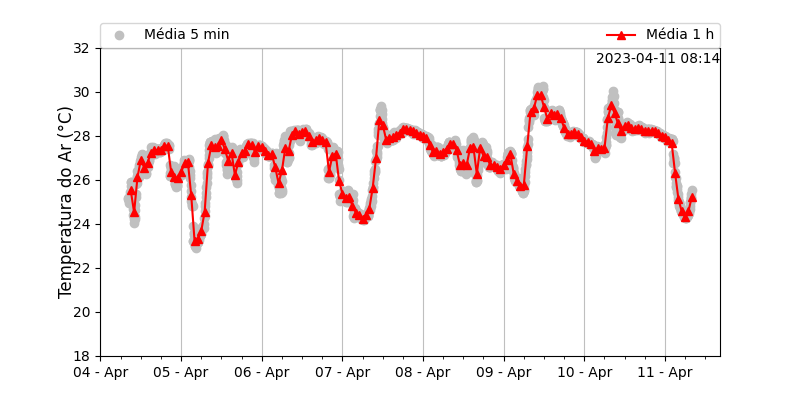 Média 5 min
Média 1 h
2023-04-11 08:14
Temperatura do Ar (°C)
32
30
28
26
24
22
20
18
04 - Apr
05 - Apr
06 - Apr
07 - Apr
08 - Apr
09 - Apr
10 - Apr
11 - Apr